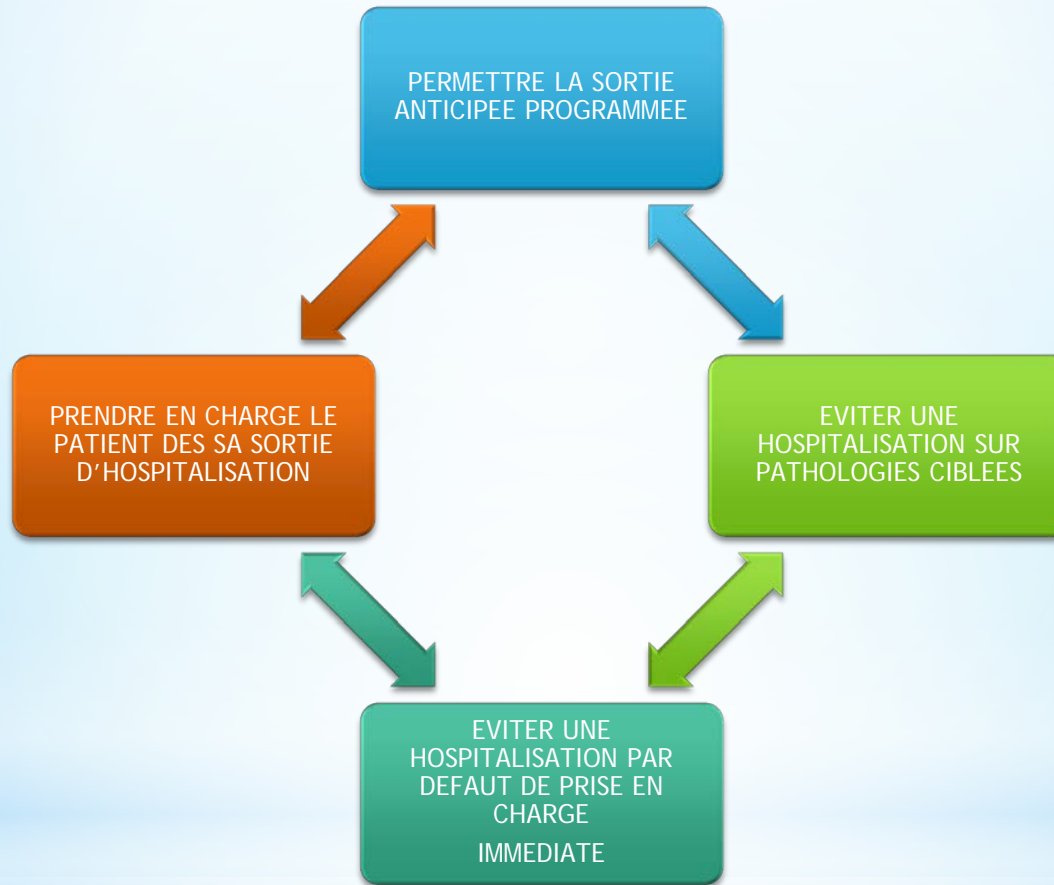 PERMETTRE LA SORTIE
ANTICIPEE PROGRAMMEE
PRENDRE EN CHARGE LE
PATIENT DES SA SORTIE
D’HOSPITALISATION
EVITER UNE
HOSPITALISATION SUR
PATHOLOGIES CIBLEES
EVITER UNE
HOSPITALISATION PAR
DEFAUT DE PRISE EN
CHARGE
IMMEDIATE